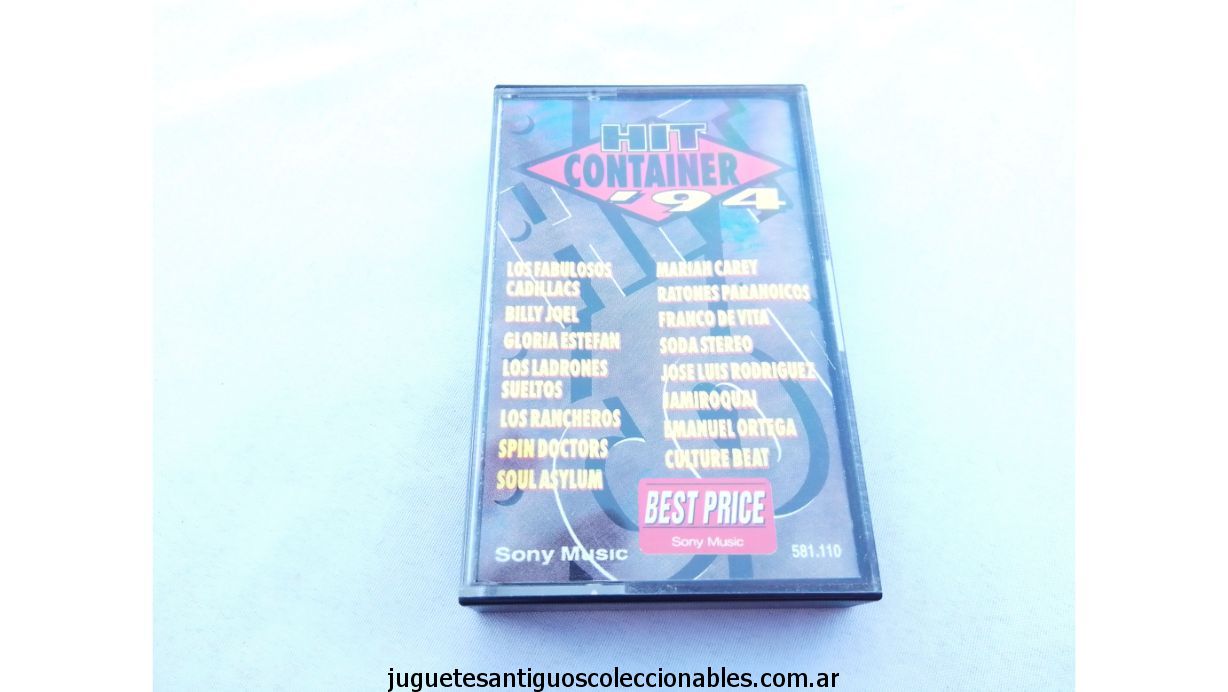 HIT
CONTAINER
'94
LOS FABULOSOS
CADILLACS
BILLY JOEL
GLORIA ESTEFAN
LOS LADRONES
SUELTOS
LOS RANCHEROS
SPIN DOCTORS
SOUL ASYLUM
MARIAH CAREY
RATONES PARANOICOS
FRANCO DE VITA
SODA STEREO
JOSE LUIS RODRIGUEZ
JAMIROQUAI
EMANUEL ORTEGA
CULTURE BEAT
BEST PRICE
Sony Music
Sony Music
581.110
juguetesantiguoscoleccionables.com.ar